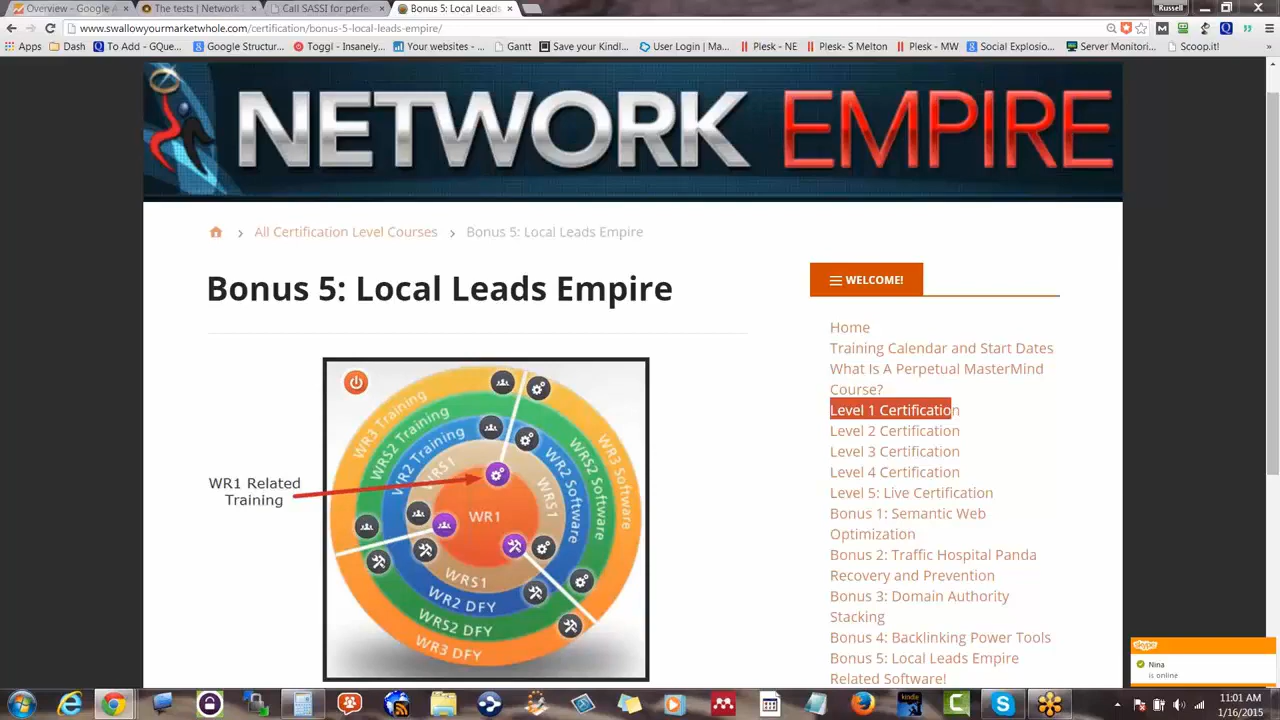 Overview – Google A
The tests | Network E
Call SASSI for perfec
Bonus 5: Local Leads
Russell
www.swallowyourmarketwhole.com/certification/bonus-5-local-leads-empire/
Apps
Dash
To Add - GQue...
Google Structur...
Toggl - Insanely...
Your websites - ...
Gantt
Save your Kindl...
User Login | Ma...
Plesk - NE
Plesk- S Melton
Plesk - MW
Social Explosio...
Server Monitori...
Scoop.it!
»
NETWORK EMPIRE
All Certification Level Courses
Bonus 5: Local Leads Empire
Bonus 5: Local Leads Empire
WR1 Related
Training
WR3 Training
WRS2 Training
WR2 Training
WRS1
WR1
WRS1
WR2 Software
WRS2 Software
WR3 Software
WRS1
WR2 DFY
WRS2 DFY
WR3 DFY
WELCOME!
Home
Training Calendar and Start Dates
What Is A Perpetual MasterMind
Course?
Level 1 Certification
Level 2 Certification
Level 3 Certification
Level 4 Certification
Level 5: Live Certification
Bonus 1: Semantic Web
Optimization
Bonus 2: Traffic Hospital Panda
Recovery and Prevention
Bonus 3: Domain Authority
Stacking
Bonus 4: Backlinking Power Tools
Bonus 5: Local Leads Empire
Related Software!
skype
Nina
is online
kindle
11:01 AM
1/16/2015